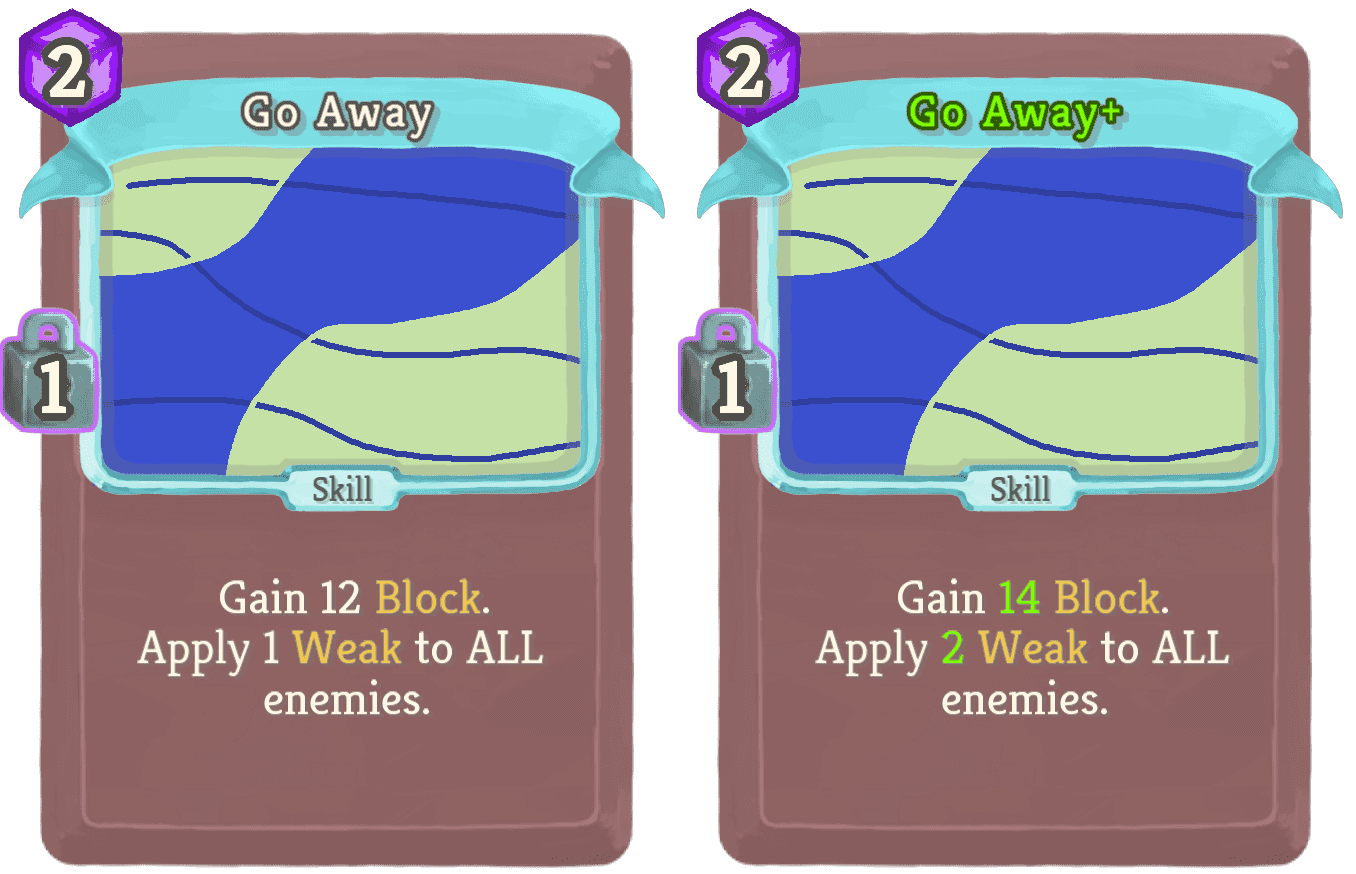 2
Go Away
1
Skill
Gain 12 Block.
Apply 1 Weak to ALL
enemies.
2
Go Away+
1
Skill
Gain 14 Block.
Apply 2 Weak to ALL
enemies.